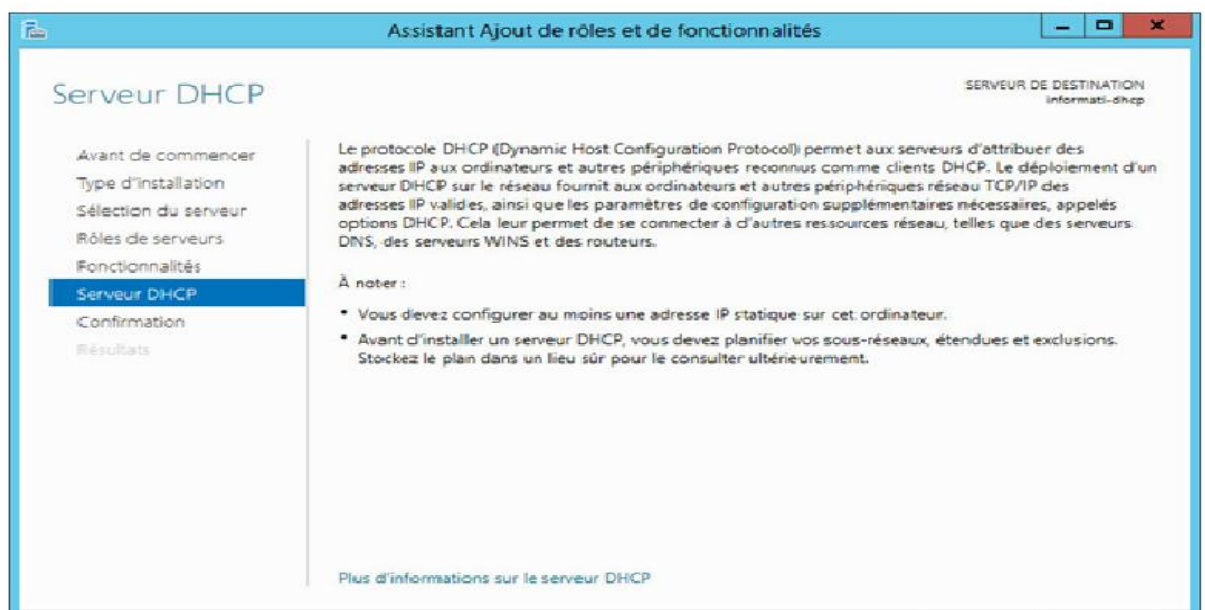 Assistant Ajout de rôles et de fonctionnalités
Serveur DHCP
SERVEUR DE DESTINATION
informati-dhcp
Avant de commencer
Type d'installation
Sélection du serveur
Rôles de serveurs
Fonctionnalités
Serveur DHCP
Confirmation
Résultats
Le protocole DHCP (Dynamic Host Configuration Protocol) permet aux serveurs d'attribuer des
adresses IP aux ordinateurs et autres périphériques reconnus comme clients DHCP. Le déploiement d'un
serveur DHCP sur le réseau fournit aux ordinateurs et autres périphériques réseau TCP/IP des
adresses IP valides, ainsi que les paramètres de configuration supplémentaires nécessaires, appelés
options DHCP. Cela leur permet de se connecter à d'autres ressources réseau, telles que des serveurs
DNS, des serveurs WINS et des routeurs.
À noter :
• Vous devez configurer au moins une adresse IP statique sur cet ordinateur.
• Avant d'installer un serveur DHCP, vous devez planifier vos sous-réseaux, étendues et exclusions.
Stockez le plan dans un lieu sûr pour le consulter ultérieurement.
Plus d'informations sur le serveur DHCP